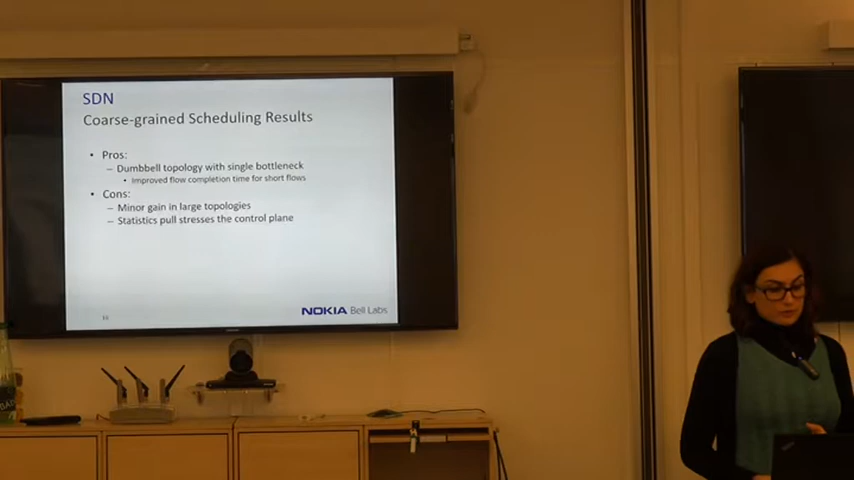 SDN
Coarse-grained Scheduling Results
• Pros:
– Dumbbell topology with single bottleneck
• Improved flow completion time for short flows
• Cons:
– Minor gain in large topologies
– Statistics pull stresses the control plane
NOKIA Bell Labs